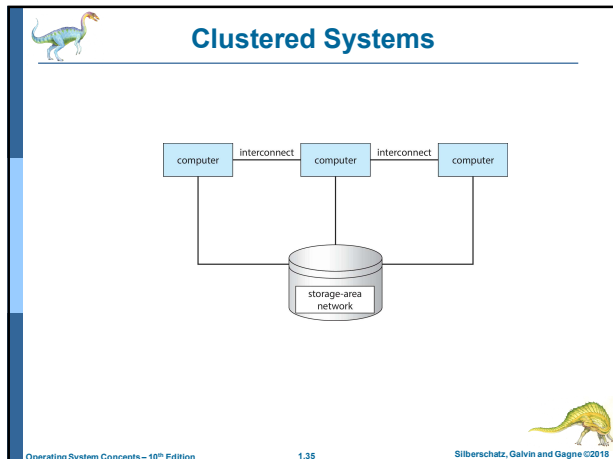 Clustered Systems
computer interconnect computer interconnect computer
storage-area
network
Operating System Concepts – 10th Edition 1.35 Silberschatz, Galvin and Gagne ©2018